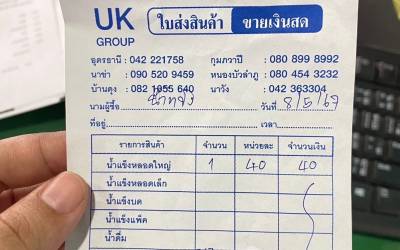 UK GROUP ใบส่งสินค้า ขายเงินสด
อุดรธานี : 042 221758 กุมภวาปี : 080 899 8992
นาข่า : 090 520 9459 หนองบัวลำภู : 080 454 3232
บ้านดุง : 082 1055 640 นาวัง : 042 363304
นามผู้ซื้อ วันที่ 8/5/67
ที่อยู่ เวลา
รายการสินค้า จำนวน หน่วยละ จำนวนเงิน
น้ำแข็งหลอดใหญ่ 1 40 40
น้ำแข็งหลอดเล็ก
น้ำแข็งบด
น้ำแข็งแพ็ค
น้ำดื่ม